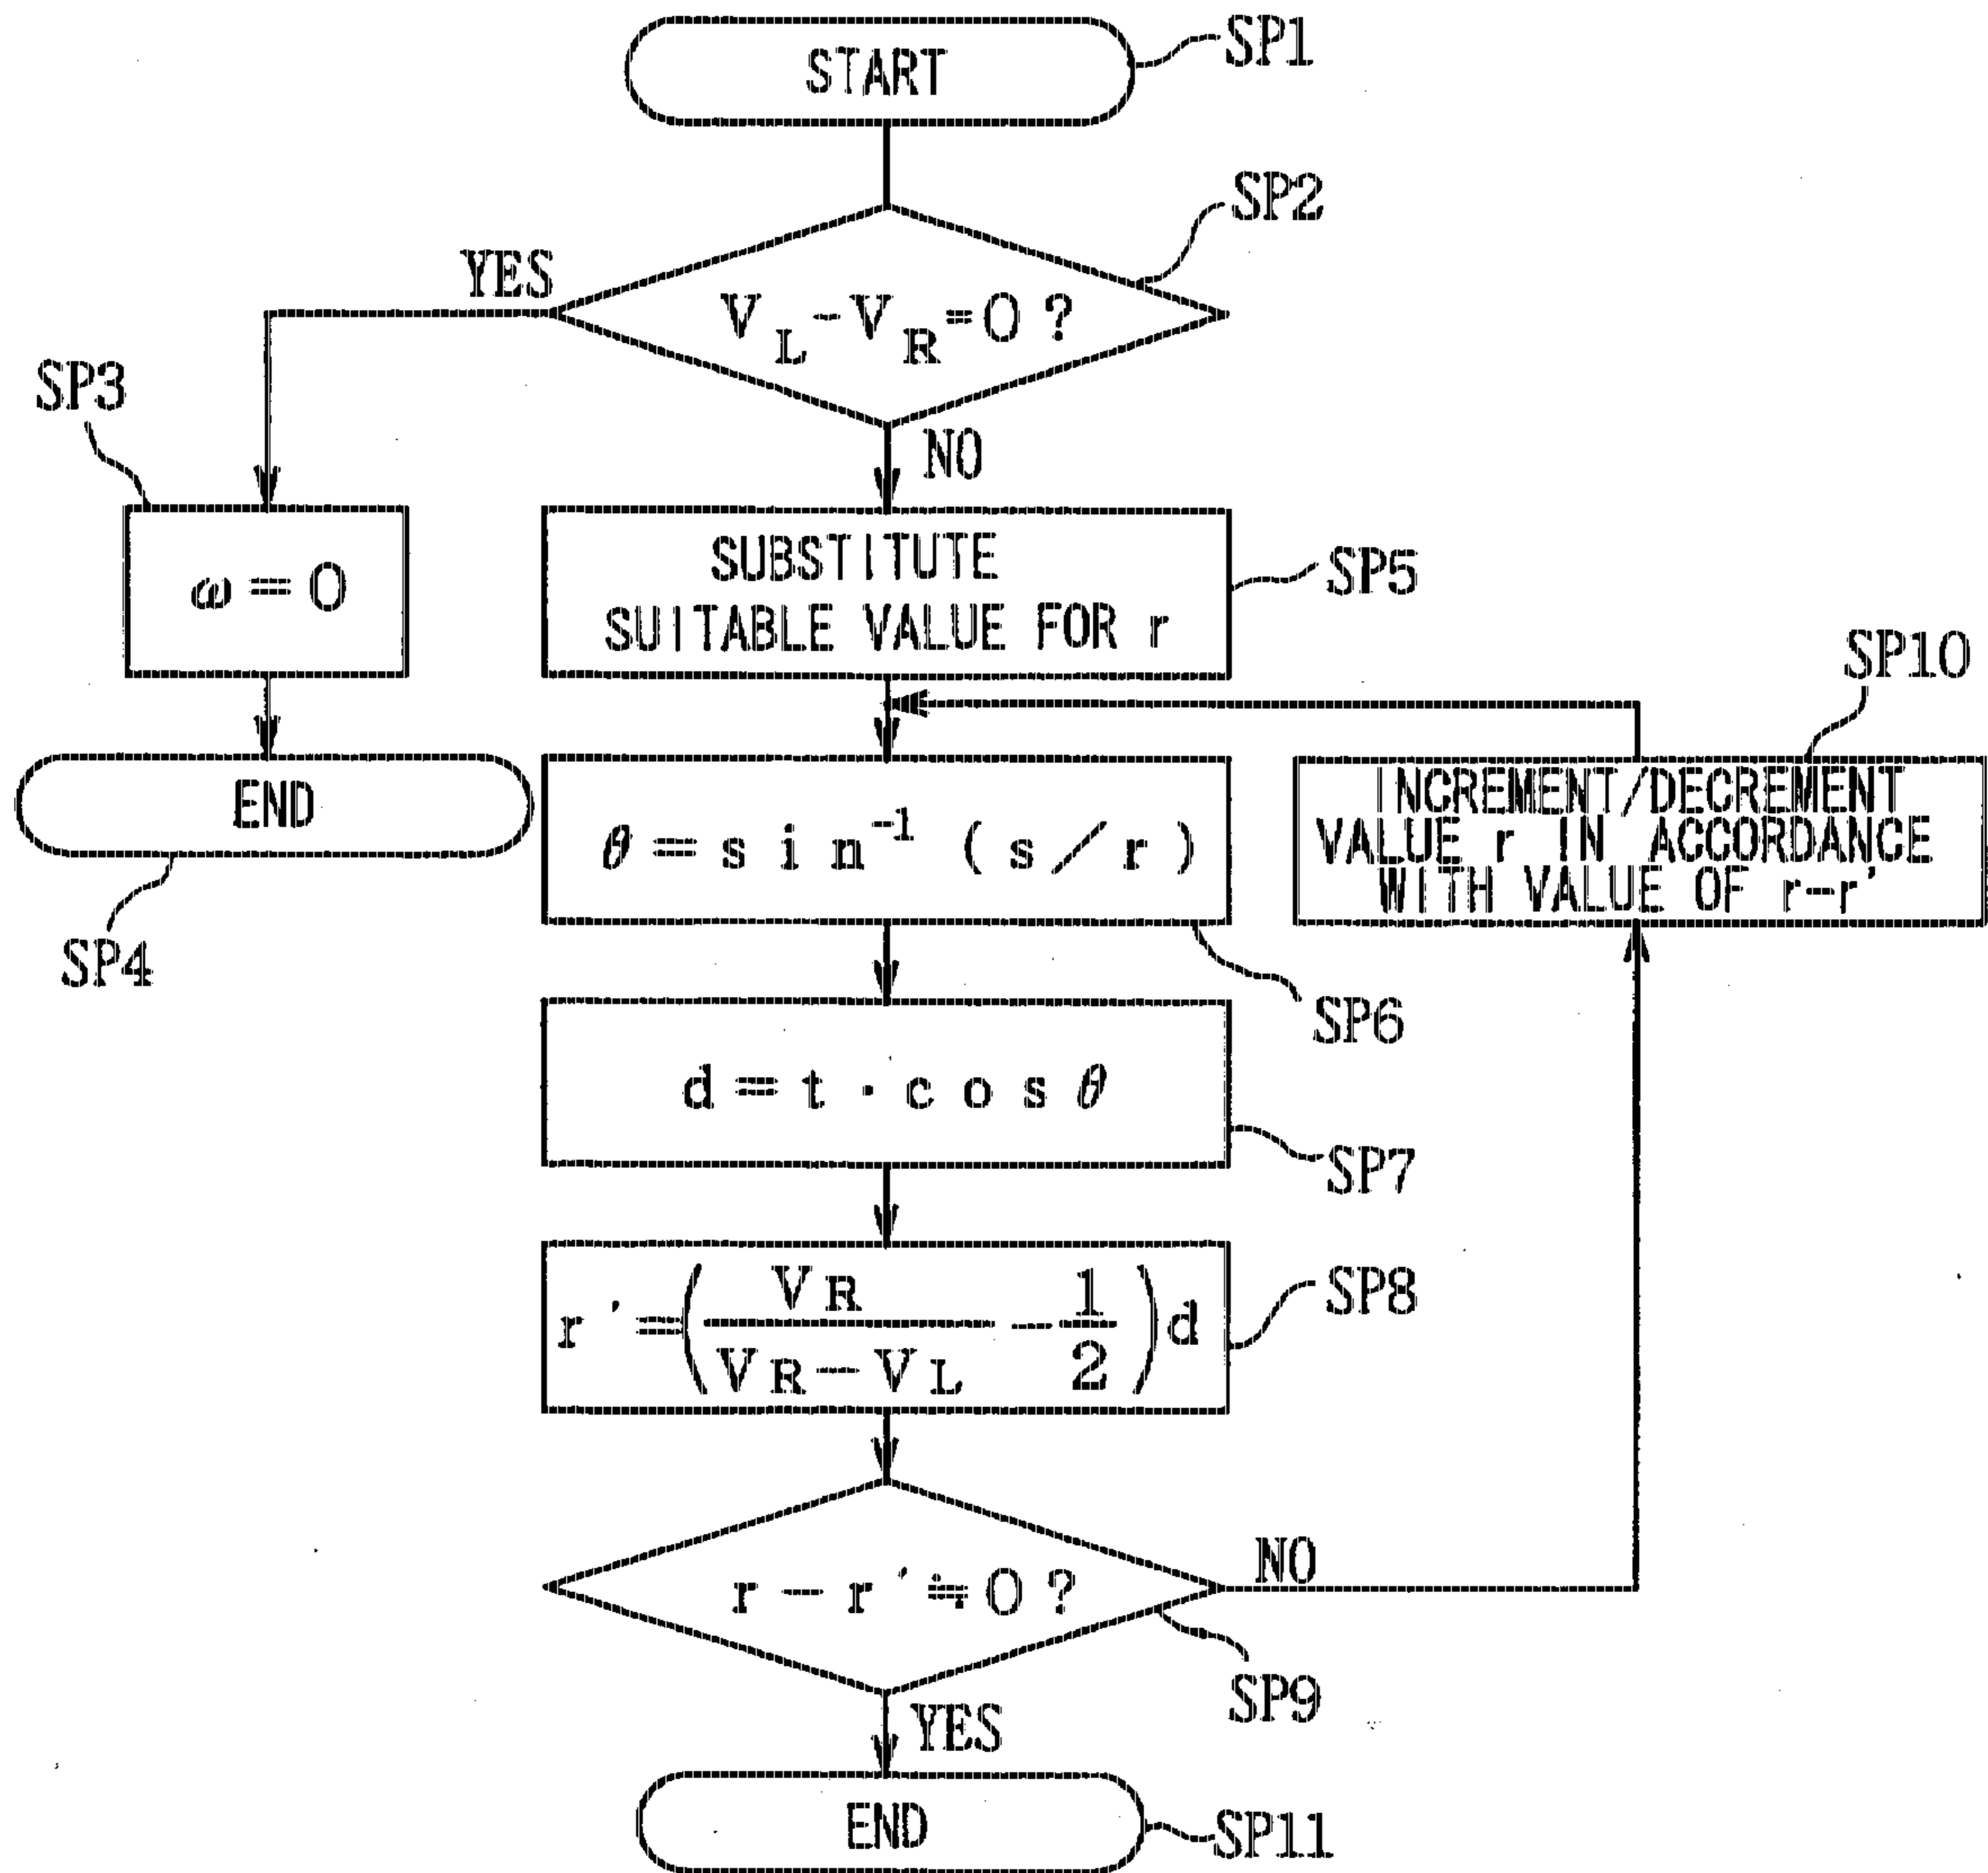 START
SP1
SP2
YES
V_L-V_R=0?
SP3
NO
ω=0
SUBSTITUTE
SUITABLE VALUE FOR r
SP5
SP10
END
SP4
θ=sin⁻¹(s/r)
INCREMENT/DECREMENT
VALUE r IN ACCORDANCE
WITH VALUE OF r-r'
SP6
d=t·cosθ
SP7
r'=(V_R/(V_R-V_L)-1/2)d
SP8
r-r'≒0?
NO
SP9
YES
END
SP11